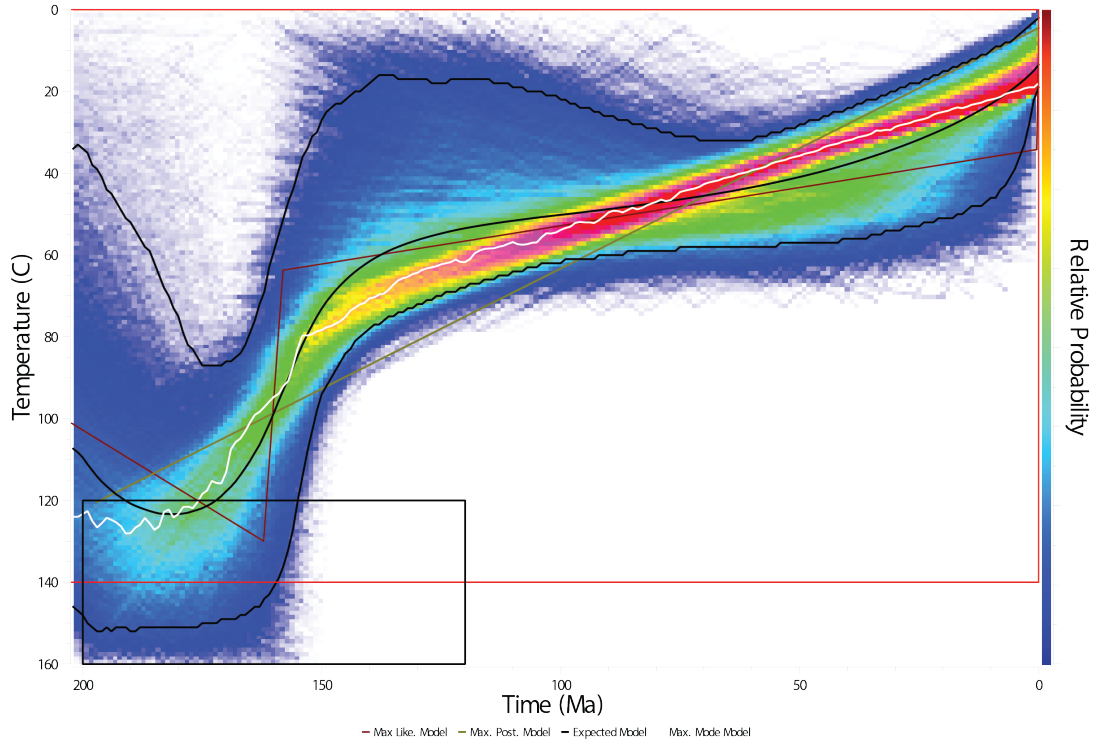 0
20
40
60
80
100
120
140
160
Temperature (C)
200
150
100
50
0
Time (Ma)
Relative Probability
Max Like. Model
Max. Post. Model
Expected Model
Max. Mode Model